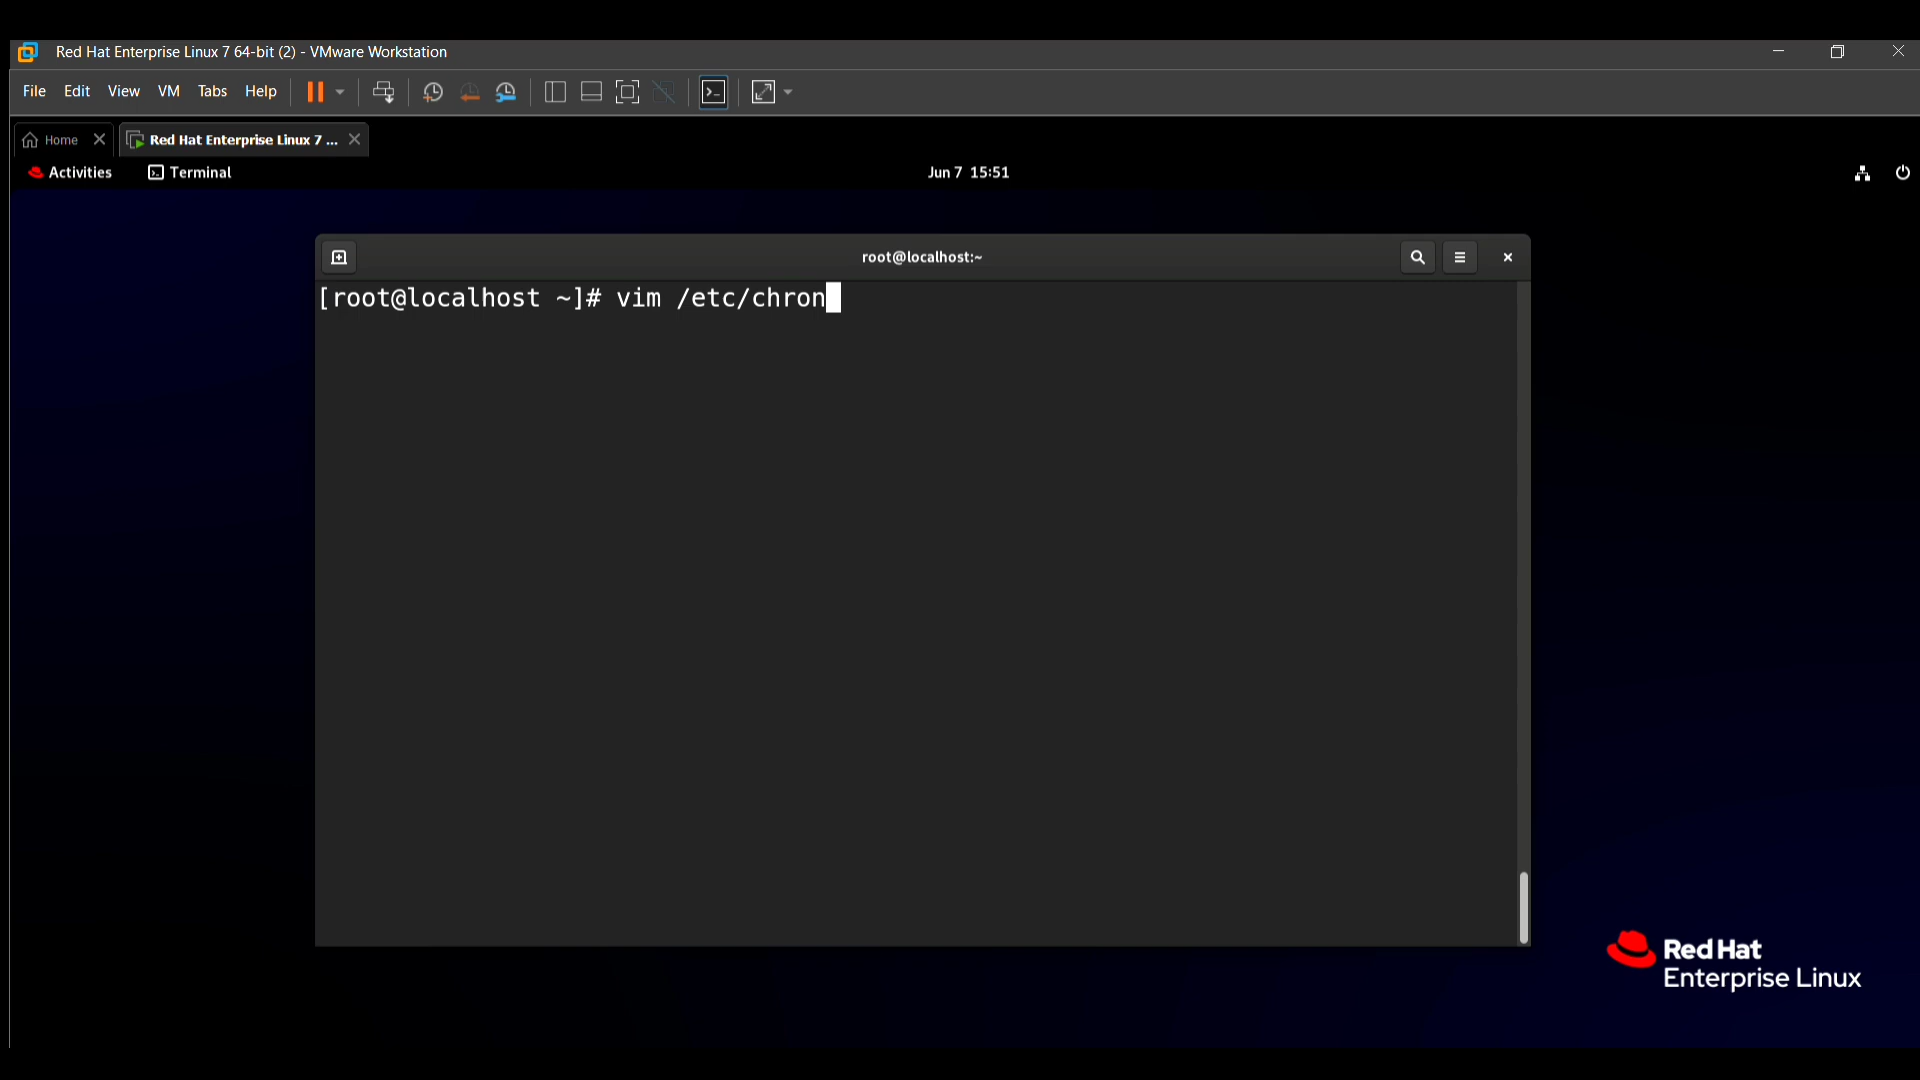 Red Hat Enterprise Linux 7 64-bit (2) - VMware Workstation
File Edit View VM Tabs Help
Home Red Hat Enterprise Linux 7 ...
Activities Terminal Jun 7 15:51
root@localhost:~
[root@localhost ~]# vim /etc/chron
Red Hat
Enterprise Linux